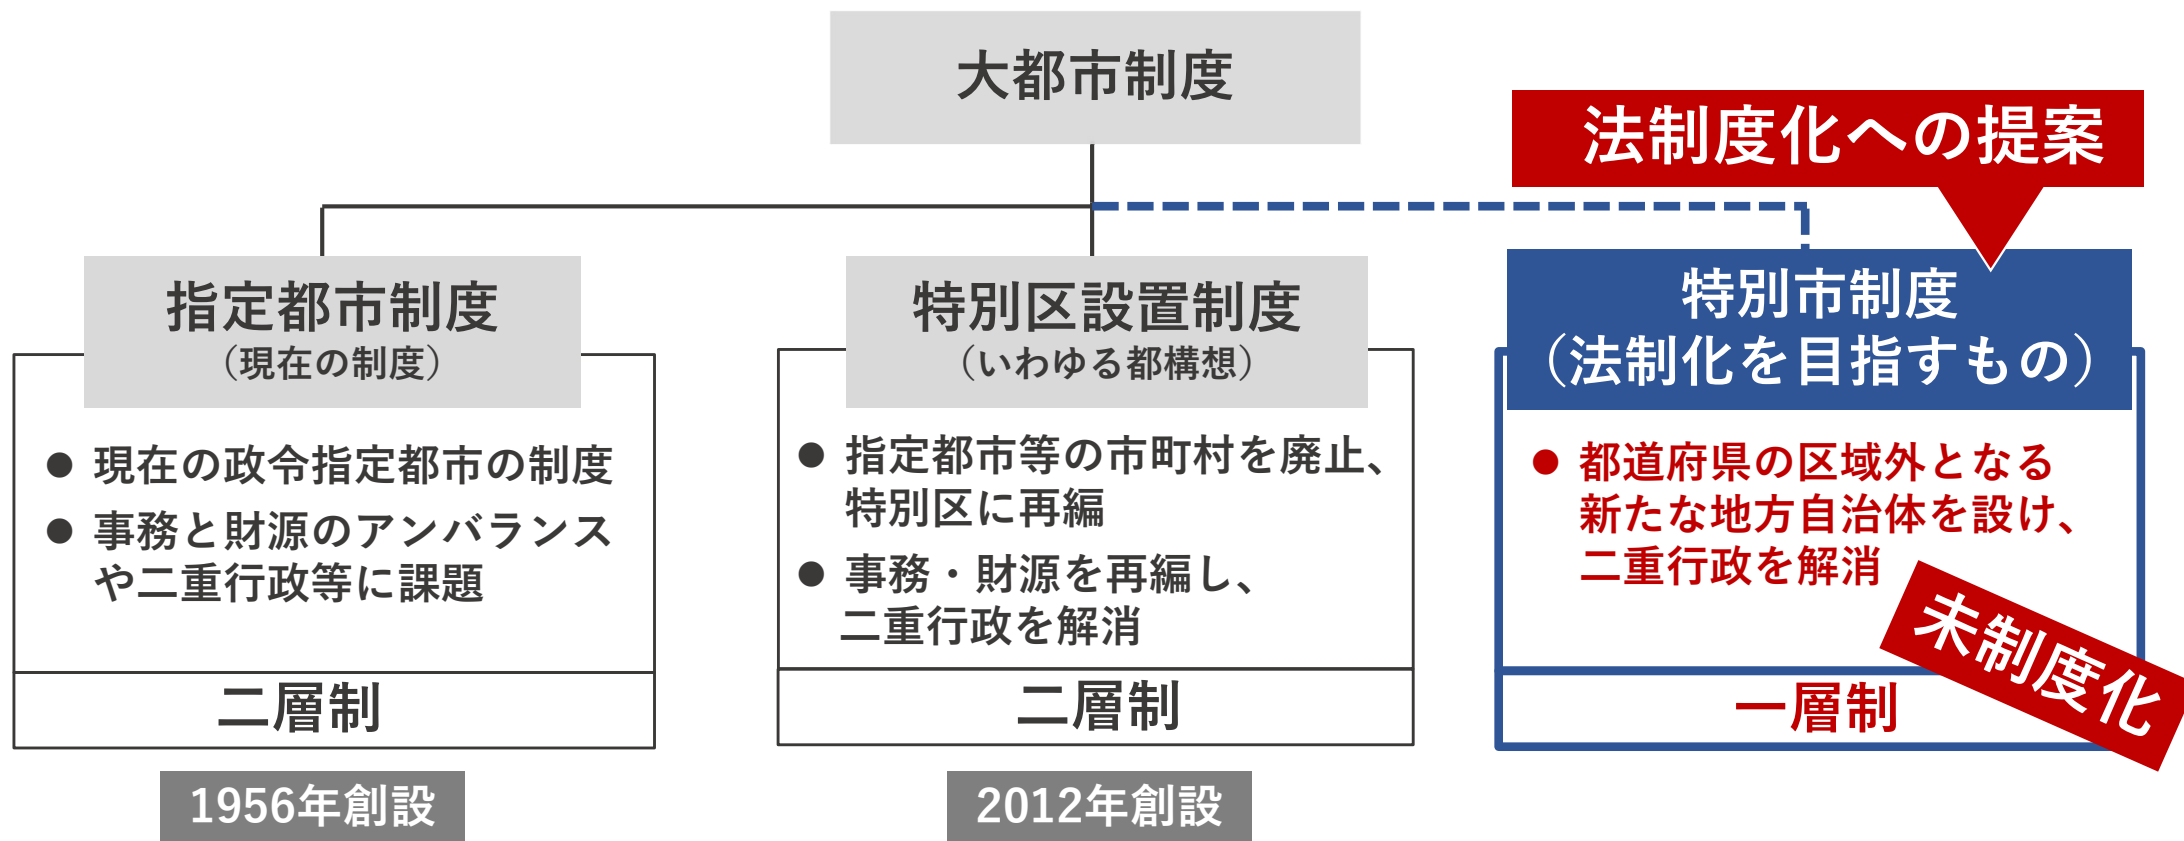 大都市制度
法制度化への提案
指定都市制度
（現在の制度）
● 現在の政令指定都市の制度
● 事務と財源のアンバランス
や二重行政等に課題
二層制
1956年創設
特別区設置制度
（いわゆる都構想）
● 指定都市等の市町村を廃止、
特別区に再編
● 事務・財源を再編し、
二重行政を解消
二層制
2012年創設
特別市制度
（法制化を目指すもの）
● 都道府県の区域外となる
新たな地方自治体を設け、
二重行政を解消
未制度化
一層制